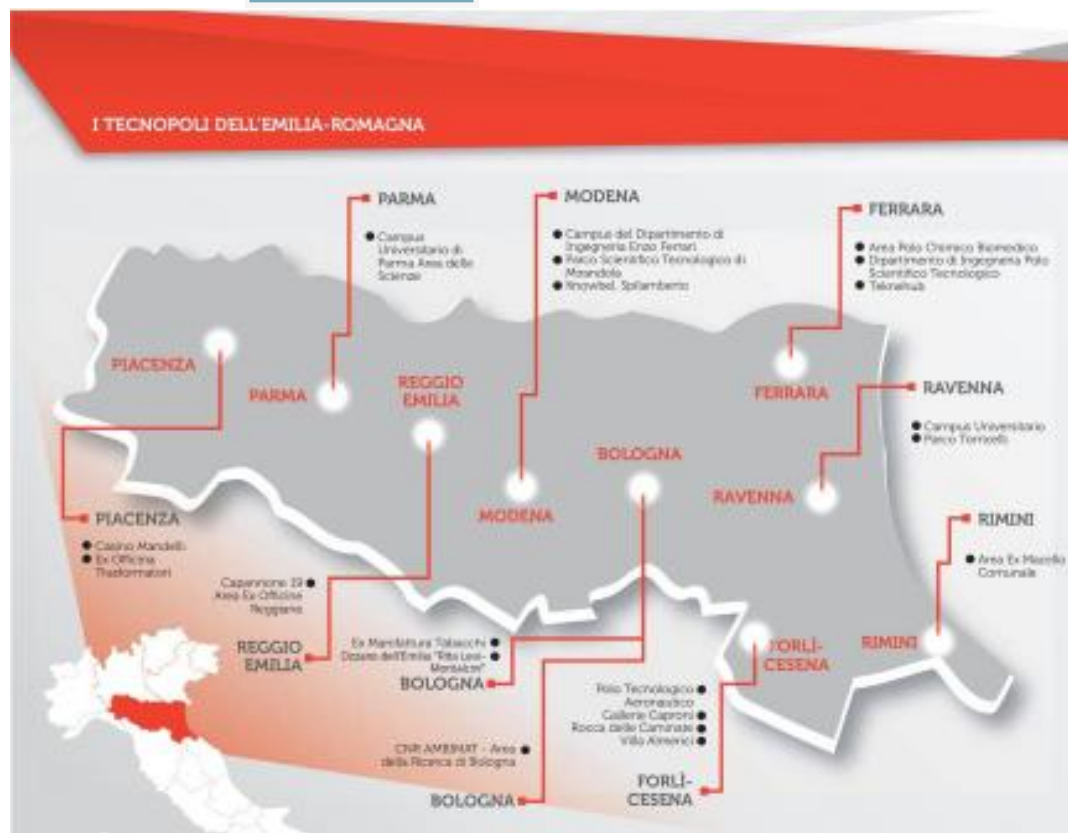 I TECNOPOLI DELL'EMILIA-ROMAGNA
PARMA
Campus
Universitario di
Parma Area delle
Scienze
MODENA
Campus del Dipartimento di
Ingegneria Enzo Ferrari
Parco Scientifico Tecnologico di
Mirandola
Knowbel, Spilamberto
FERRARA
Area Polo Chimico Biomedico
Dipartimento di Ingegneria Polo
Scientifico Tecnologico
Teknehub
PIACENZA
PARMA
REGGIO
EMILIA
FERRARA
RAVENNA
Campus Universitario
Parco Torricelli
BOLOGNA
MODENA
RAVENNA
PIACENZA
Casino Mandelli
Ex Officina
Trasformatori
RIMINI
Area Ex Macello
Comunale
Capannone 19
Area Ex Officine
Reggiane
REGGIO
EMILIA
Ex Manifattura Tabacchi
Ozzano dell'Emilia "Rita Levi-
Montalcini"
BOLOGNA
FORLÌ-
CESENA
RIMINI
Polo Tecnologico
Aeronautico
Gallerie Caproni
Rocca delle Caminate
Villa Almerici
FORLÌ-
CESENA
CNR AMBIMAT - Area
della Ricerca di Bologna
BOLOGNA